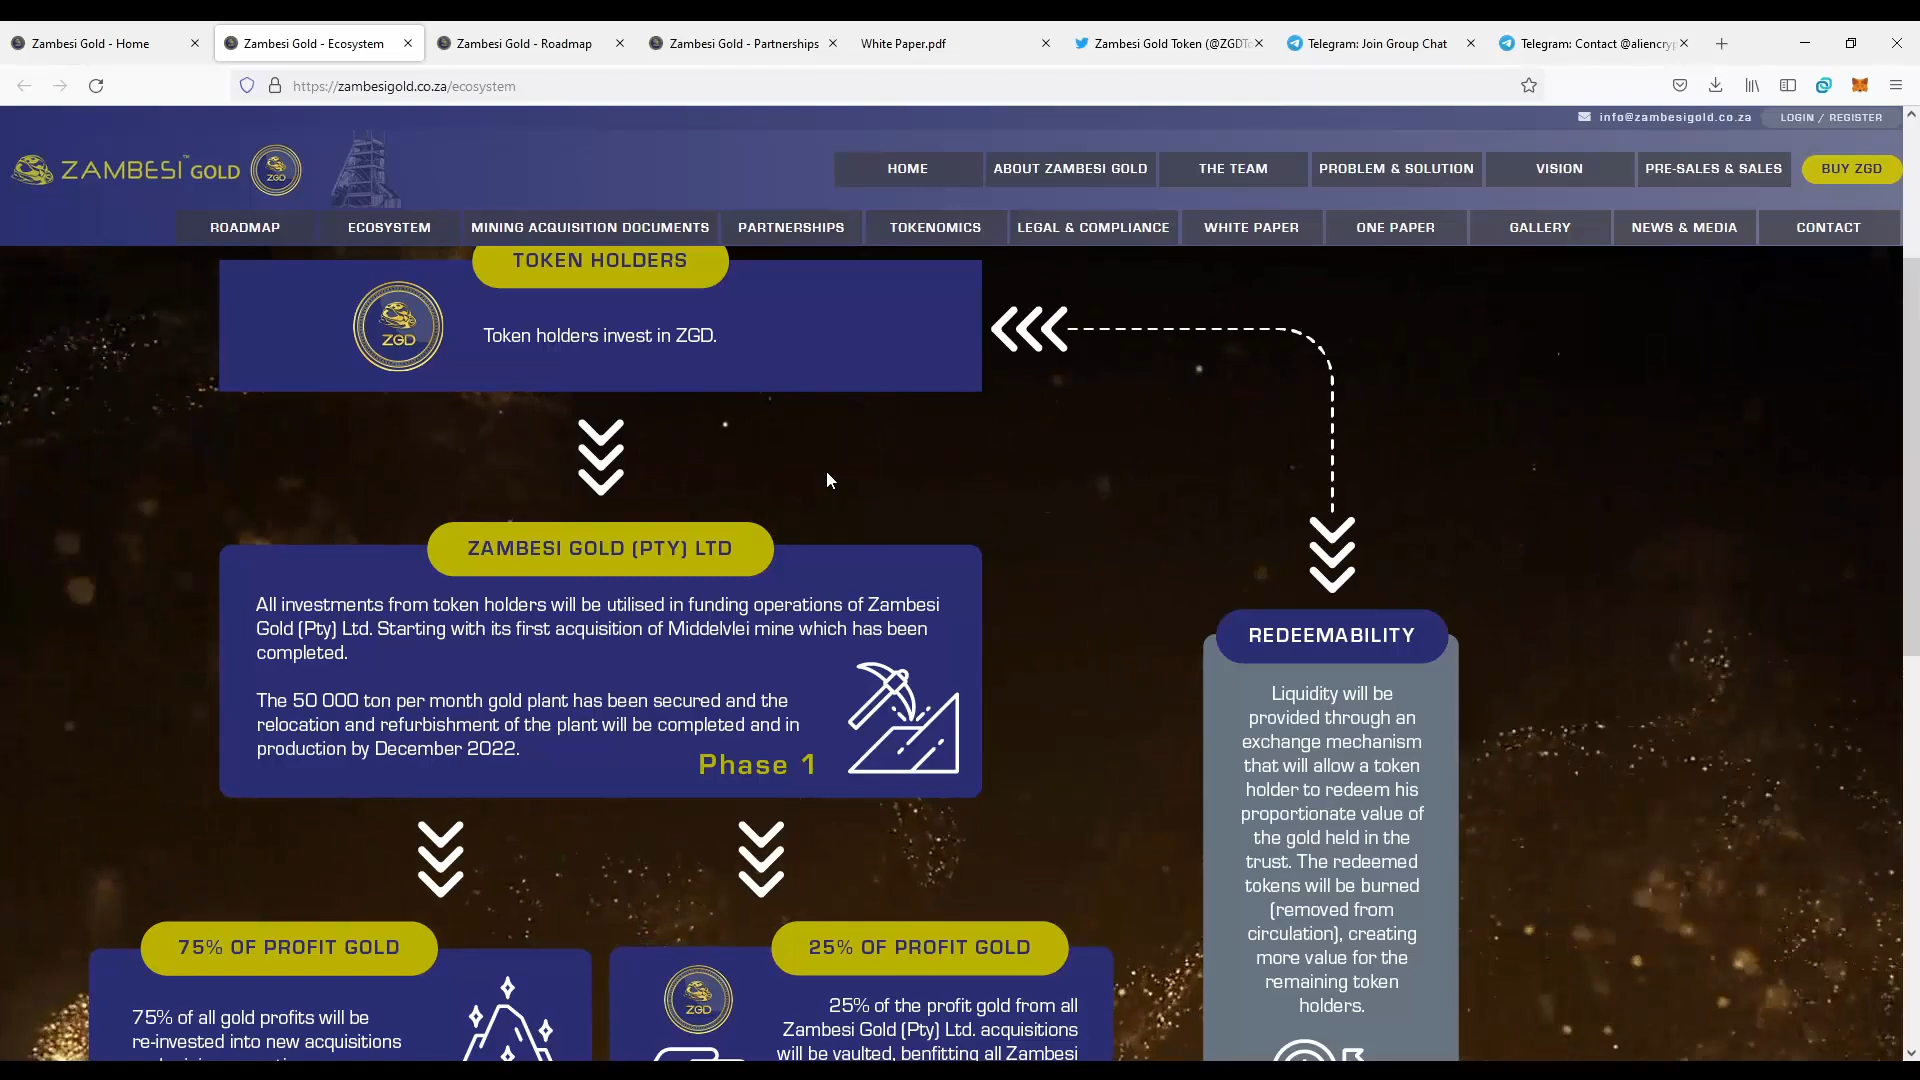 Zambesi Gold - Home
Zambesi Gold - Ecosystem
Zambesi Gold - Roadmap
Zambesi Gold - Partnerships
White Paper.pdf
Zambesi Gold Token (@ZGDTo
Telegram: Join Group Chat
Telegram: Contact @aliencryp
https://zambesigold.co.za/ecosystem
info@zambesigold.co.za
LOGIN / REGISTER
ZAMBESI™ GOLD
ZGD
HOME
ABOUT ZAMBESI GOLD
THE TEAM
PROBLEM & SOLUTION
VISION
PRE-SALES & SALES
BUY ZGD
ROADMAP
ECOSYSTEM
MINING ACQUISITION DOCUMENTS
PARTNERSHIPS
TOKENOMICS
LEGAL & COMPLIANCE
WHITE PAPER
ONE PAPER
GALLERY
NEWS & MEDIA
CONTACT
TOKEN HOLDERS
ZGD
Token holders invest in ZGD.
ZAMBESI GOLD (PTY) LTD
All investments from token holders will be utilised in funding operations of Zambesi
Gold (Pty) Ltd. Starting with its first acquisition of Middelvlei mine which has been
completed.
The 50 000 ton per month gold plant has been secured and the
relocation and refurbishment of the plant will be completed and in
production by December 2022.
Phase 1
REDEEMABILITY
Liquidity will be
provided through an
exchange mechanism
that will allow a token
holder to redeem his
proportionate value of
the gold held in the
trust. The redeemed
tokens will be burned
(removed from
circulation), creating
more value for the
remaining token
holders.
75% OF PROFIT GOLD
75% of all gold profits will be
re-invested into new acquisitions
25% OF PROFIT GOLD
ZGD
25% of the profit gold from all
Zambesi Gold (Pty) Ltd. acquisitions
will be vaulted, benfitting all Zambesi